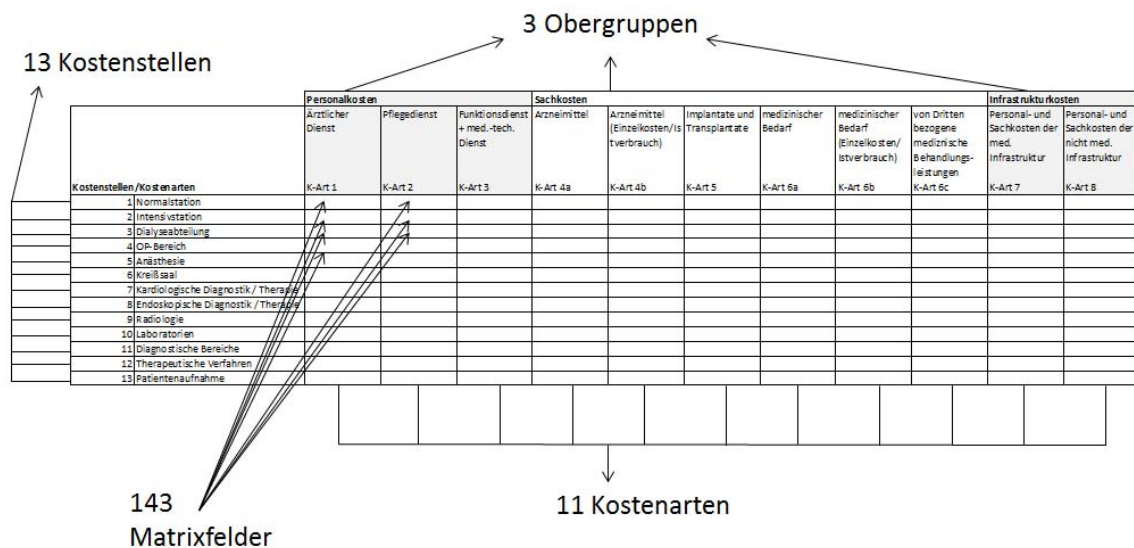 3 Obergruppen
13 Kostenstellen
Personalkosten Sachkosten Infrastrukturkosten
Ärztlicher Dienst
Pflegedienst
Funktionsdienst + med.-tech. Dienst
Arzneimittel
Arzneimittel (Einzelkosten/Istverbrauch)
Implantate und Transplantate
medizinischer Bedarf
medizinischer Bedarf (Einzelkosten/ Istverbrauch)
von Dritten bezogene medizinische Behandlungs-leistungen
Personal- und Sachkosten der med. Infrastruktur
Personal- und Sachkosten der nicht med. Infrastruktur
Kostenstellen/Kostenarten K-Art 1 K-Art 2 K-Art 3 K-Art 4a K-Art 4b K-Art 5 K-Art 6a K-Art 6b K-Art 6c K-Art 7 K-Art 8
1 Normalstation
2 Intensivstation
3 Dialyseabteilung
4 OP-Bereich
5 Anästhesie
6 Kreißsaal
7 Kardiologische Diagnostik / Therapie
8 Endoskopische Diagnostik / Therapie
9 Radiologie
10 Laboratorien
11 Diagnostische Bereiche
12 Therapeutische Verfahren
13 Patientenaufnahme
143
Matrixfelder
11 Kostenarten